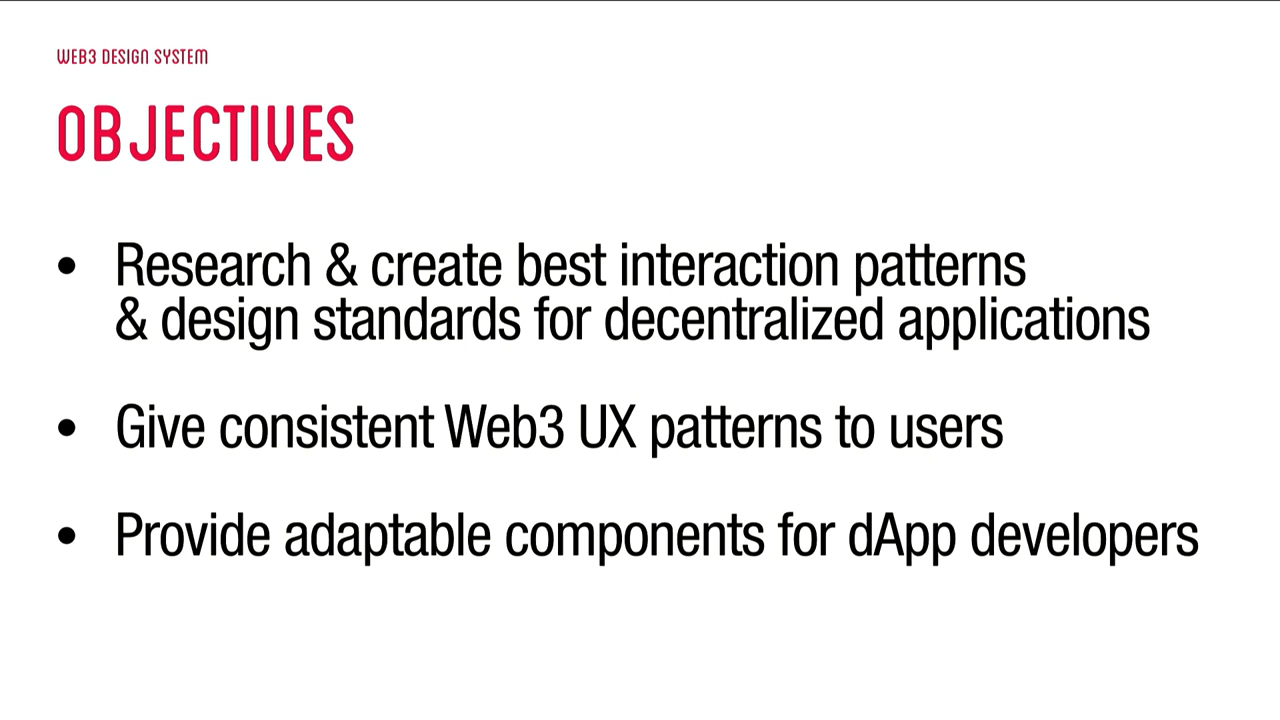 WEB3 DESIGN SYSTEM
OBJECTIVES
• Research & create best interaction patterns
& design standards for decentralized applications
• Give consistent Web3 UX patterns to users
• Provide adaptable components for dApp developers